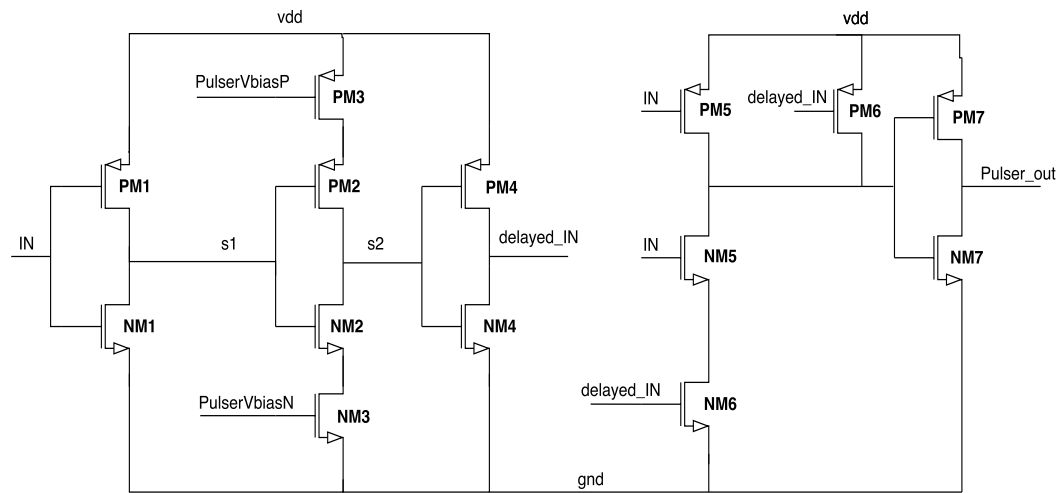 vdd
vdd
PulserVbiasP
PM3
IN
PM5
delayed_IN
PM6
PM7
PM1
PM2
PM4
Pulser_out
IN
s1
s2
delayed_IN
IN
NM5
NM7
NM1
NM2
NM4
PulserVbiasN
NM3
delayed_IN
NM6
gnd